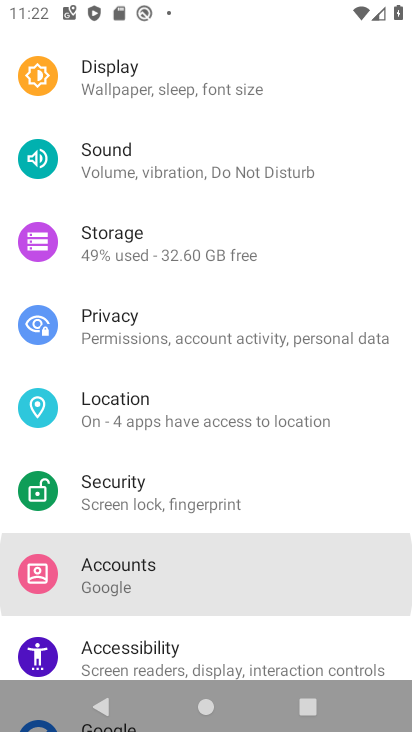 11:22
Display
Wallpaper, sleep, font size
Sound
Volume, vibration, Do Not Disturb
Storage
49% used - 32.60 GB free
Privacy
Permissions, account activity, personal data
Location
On - 4 apps have access to location
Security
Screen lock, fingerprint
Accounts
Google
Accessibility
Screen readers, display, interaction controls
Google